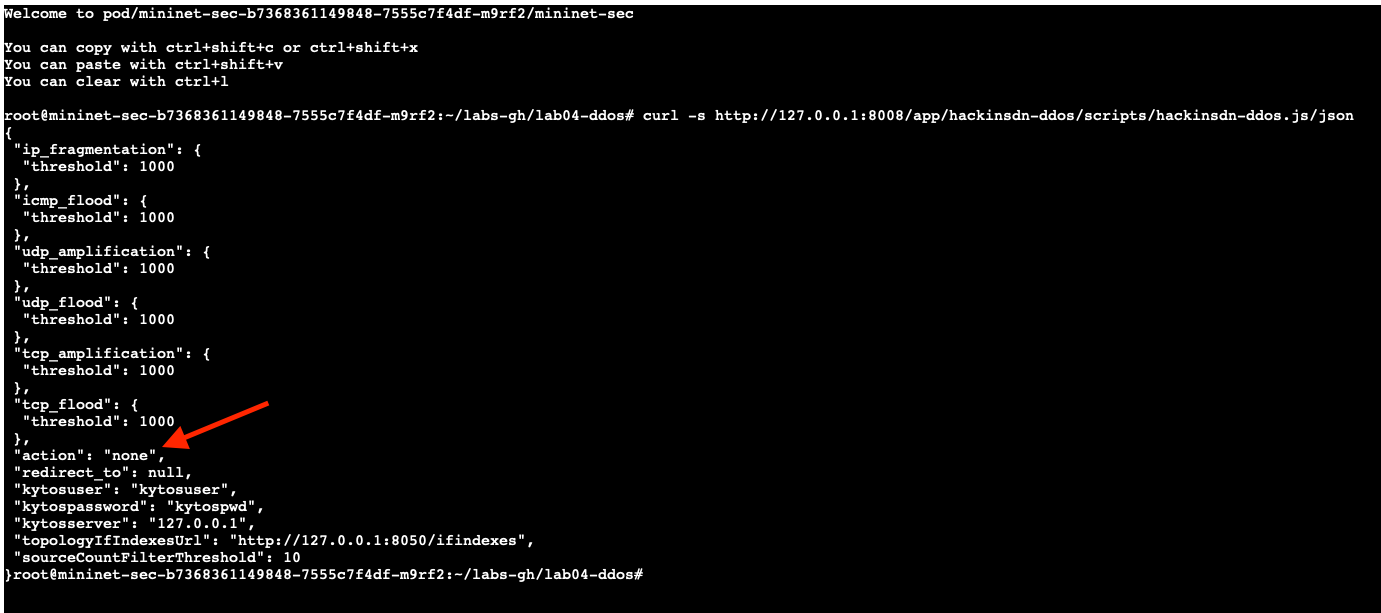 Welcome to pod/mininet-sec-b7368361149848-7555c7f4df-m9rf2/mininet-sec
You can copy with ctrl+shift+c or ctrl+shift+x
You can paste with ctrl+shift+v
You can clear with ctrl+l
root@mininet-sec-b7368361149848-7555c7f4df-m9rf2:~/labs-gh/lab04-ddos# curl -s http://127.0.0.1:8008/app/hackinsdn-ddos/scripts/hackinsdn-ddos.js/json
{
 "ip_fragmentation": {
  "threshold": 1000
 },
 "icmp_flood": {
  "threshold": 1000
 },
 "udp_amplification": {
  "threshold": 1000
 },
 "udp_flood": {
  "threshold": 1000
 },
 "tcp_amplification": {
  "threshold": 1000
 },
 "tcp_flood": {
  "threshold": 1000
 },
 "action": "none",
 "redirect_to": null,
 "kytosuser": "kytosuser",
 "kytospassword": "kytospwd",
 "kytosserver": "127.0.0.1",
 "topologyIfIndexesUrl": "http://127.0.0.1:8050/ifindexes",
 "sourceCountFilterThreshold": 10
}root@mininet-sec-b7368361149848-7555c7f4df-m9rf2:~/labs-gh/lab04-ddos#